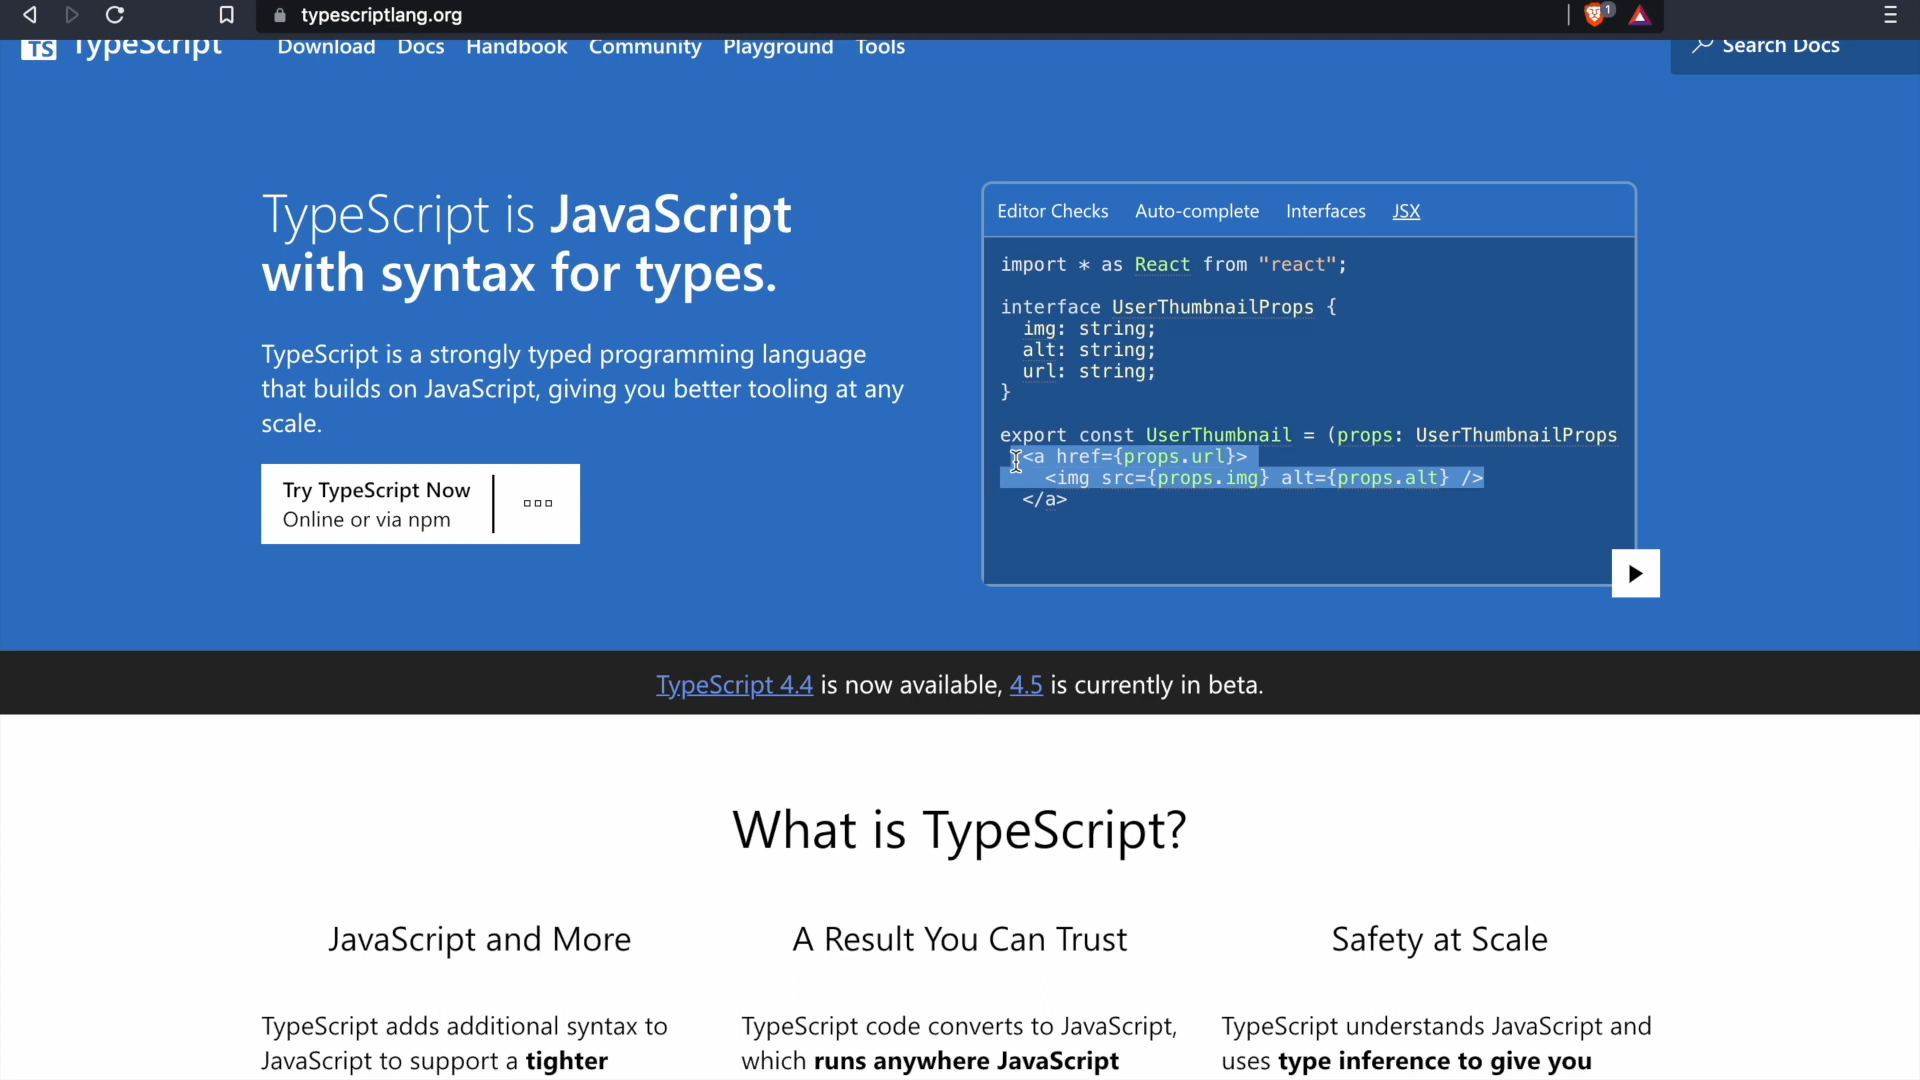 typescriptlang.org
1
TS TypeScript
Download Docs Handbook Community Playground Tools
Search Docs
TypeScript is JavaScript
with syntax for types.
TypeScript is a strongly typed programming language
that builds on JavaScript, giving you better tooling at any
scale.
Try TypeScript Now
Online or via npm
Editor Checks Auto-complete Interfaces JSX
import * as React from "react";
interface UserThumbnailProps {
img: string;
alt: string;
url: string;
}
export const UserThumbnail = (props: UserThumbnailProps
<a href={props.url}>
<img src={props.img} alt={props.alt} />
</a>
TypeScript 4.4 is now available, 4.5 is currently in beta.
What is TypeScript?
JavaScript and More
TypeScript adds additional syntax to
JavaScript to support a tighter
A Result You Can Trust
TypeScript code converts to JavaScript,
which runs anywhere JavaScript
Safety at Scale
TypeScript understands JavaScript and
uses type inference to give you